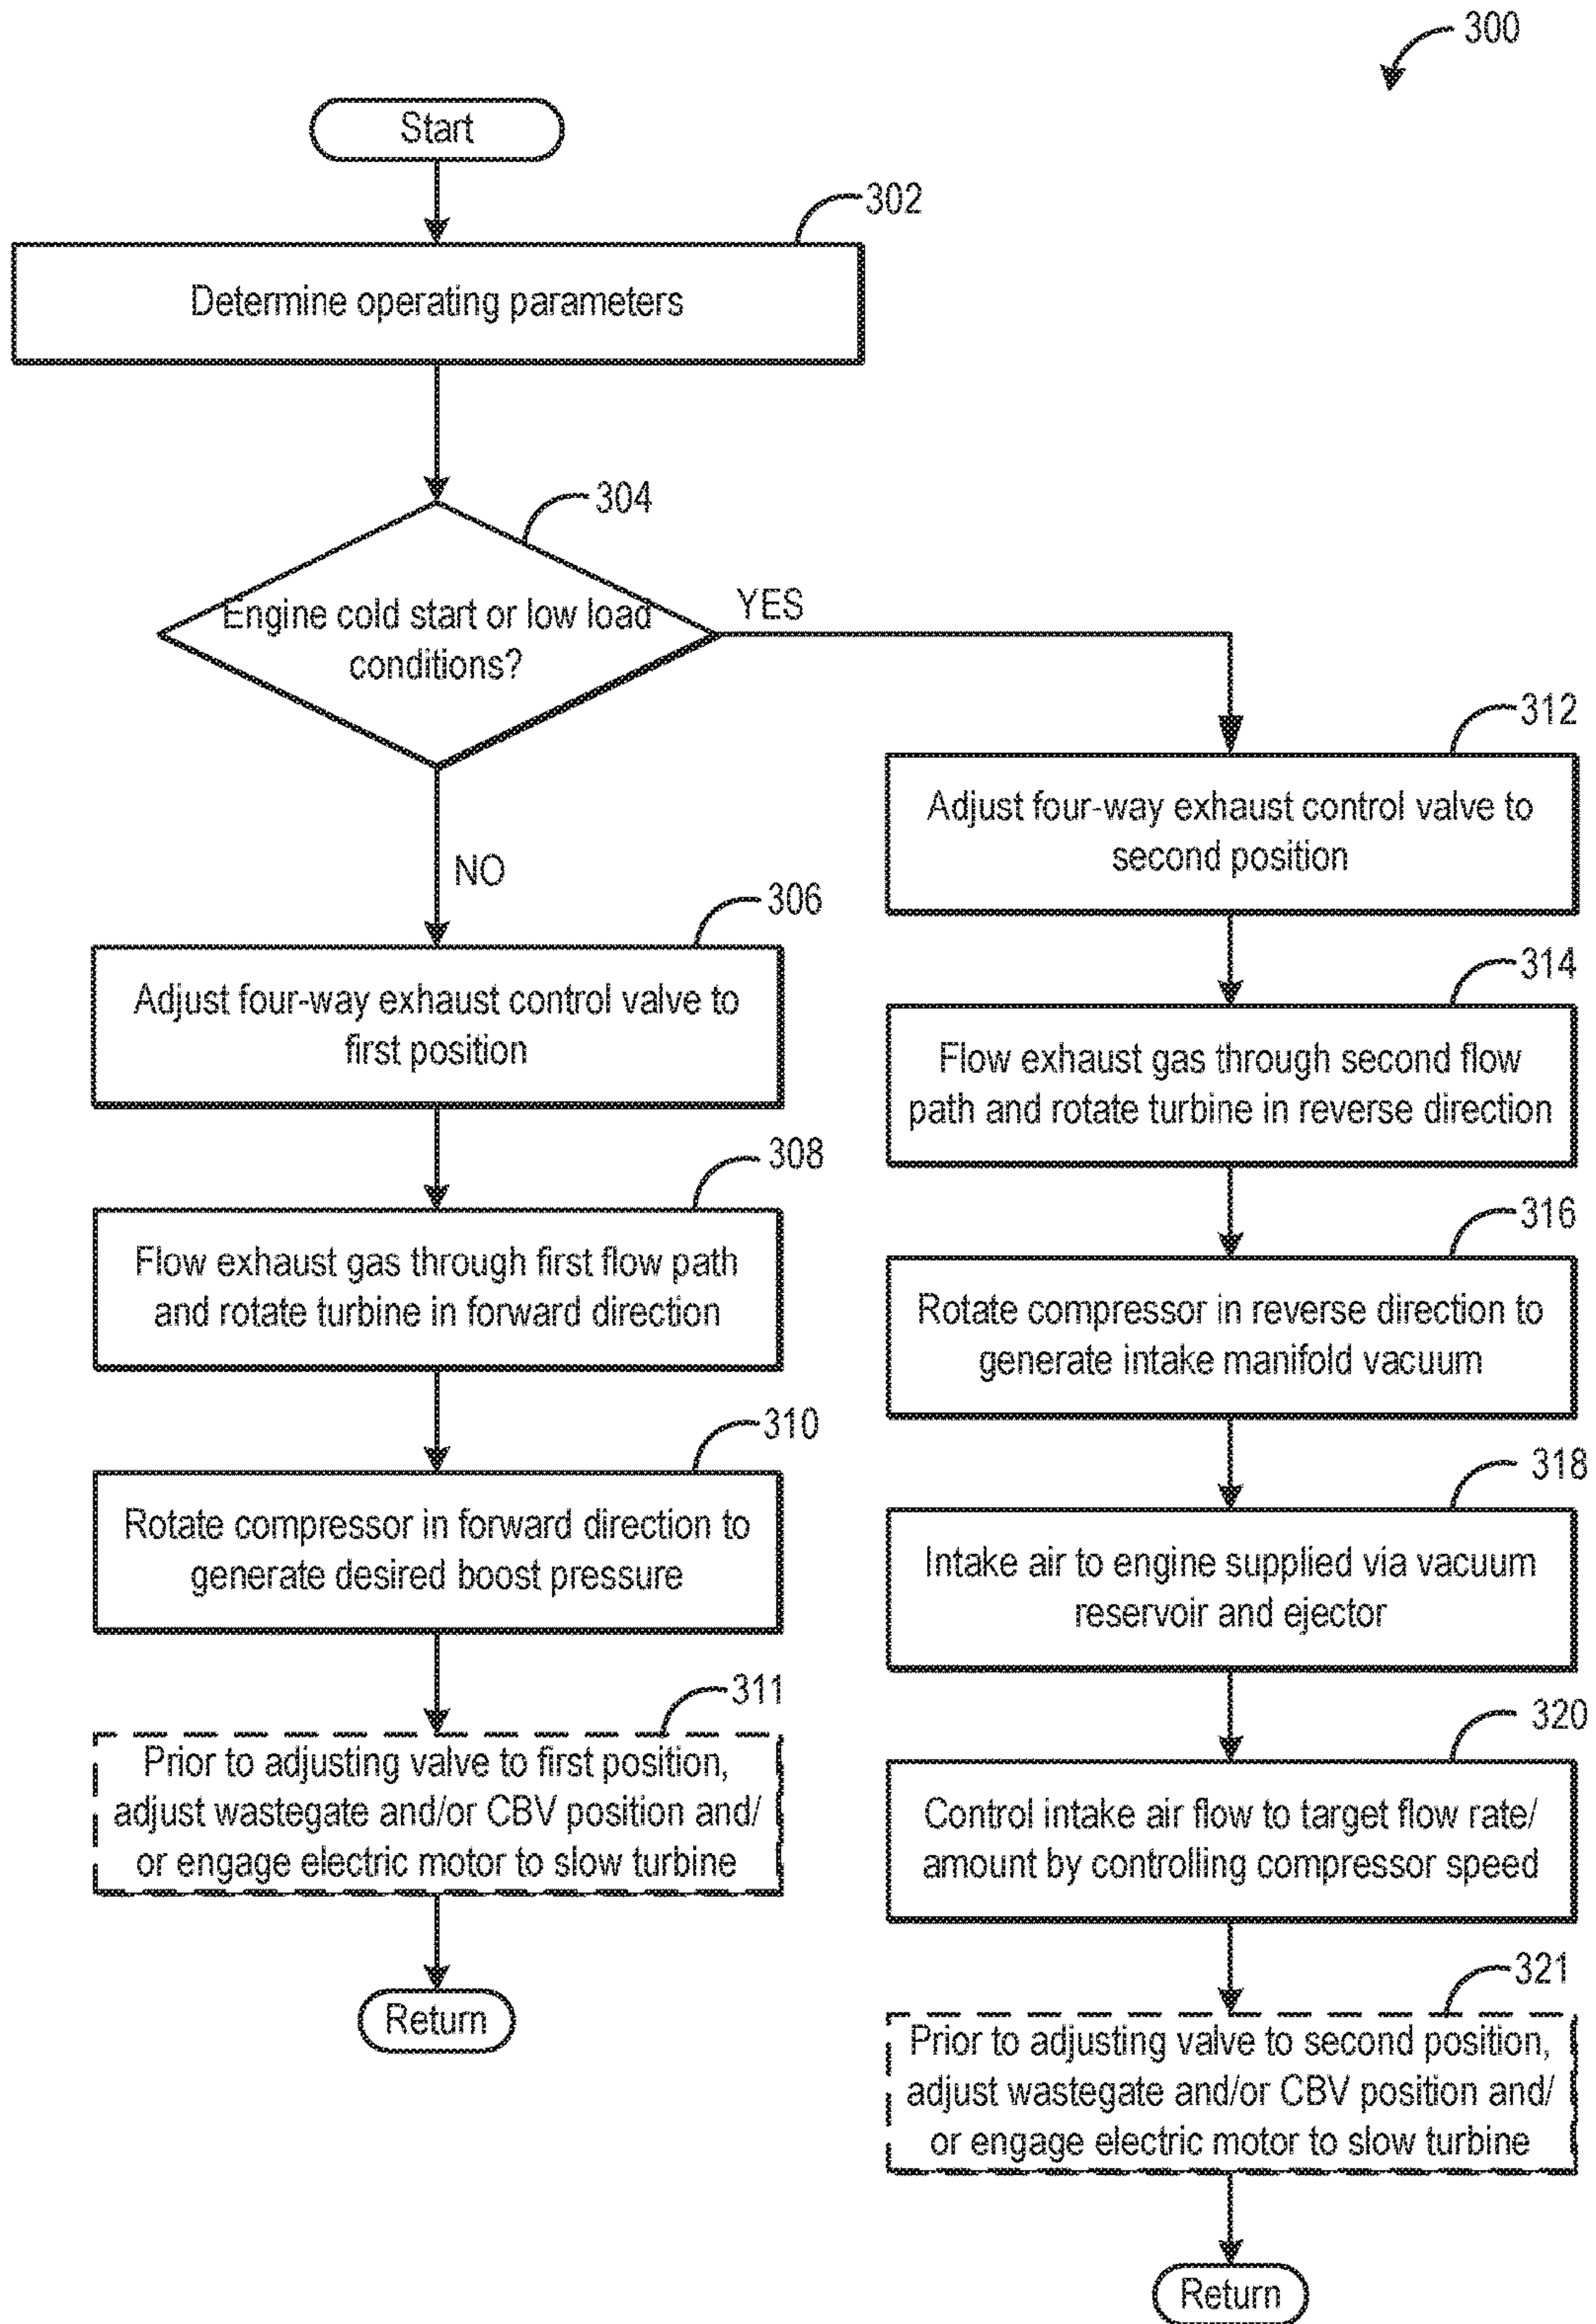 300
Start
302
Determine operating parameters
304
Engine cold start or low load
conditions?
YES
NO
306
Adjust four-way exhaust control valve to
first position
308
Flow exhaust gas through first flow path
and rotate turbine in forward direction
310
Rotate compressor in forward direction to
generate desired boost pressure
311
Prior to adjusting valve to first position,
adjust wastegate and/or CBV position and/
or engage electric motor to slow turbine
Return
312
Adjust four-way exhaust control valve to
second position
314
Flow exhaust gas through second flow
path and rotate turbine in reverse direction
316
Rotate compressor in reverse direction to
generate intake manifold vacuum
318
Intake air to engine supplied via vacuum
reservoir and ejector
320
Control intake air flow to target flow rate/
amount by controlling compressor speed
321
Prior to adjusting valve to second position,
adjust wastegate and/or CBV position and/
or engage electric motor to slow turbine
Return